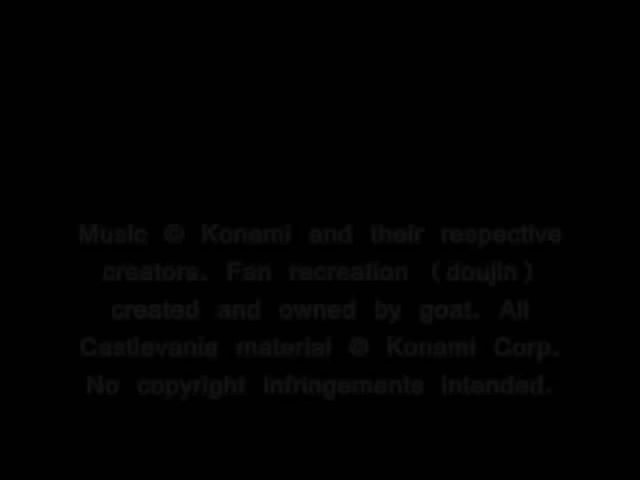 Music © Konami and their respective
creators. Fan recreation (doujin)
created and owned by goat. All
Castlevania material © Konami Corp.
No copyright infringements intended.